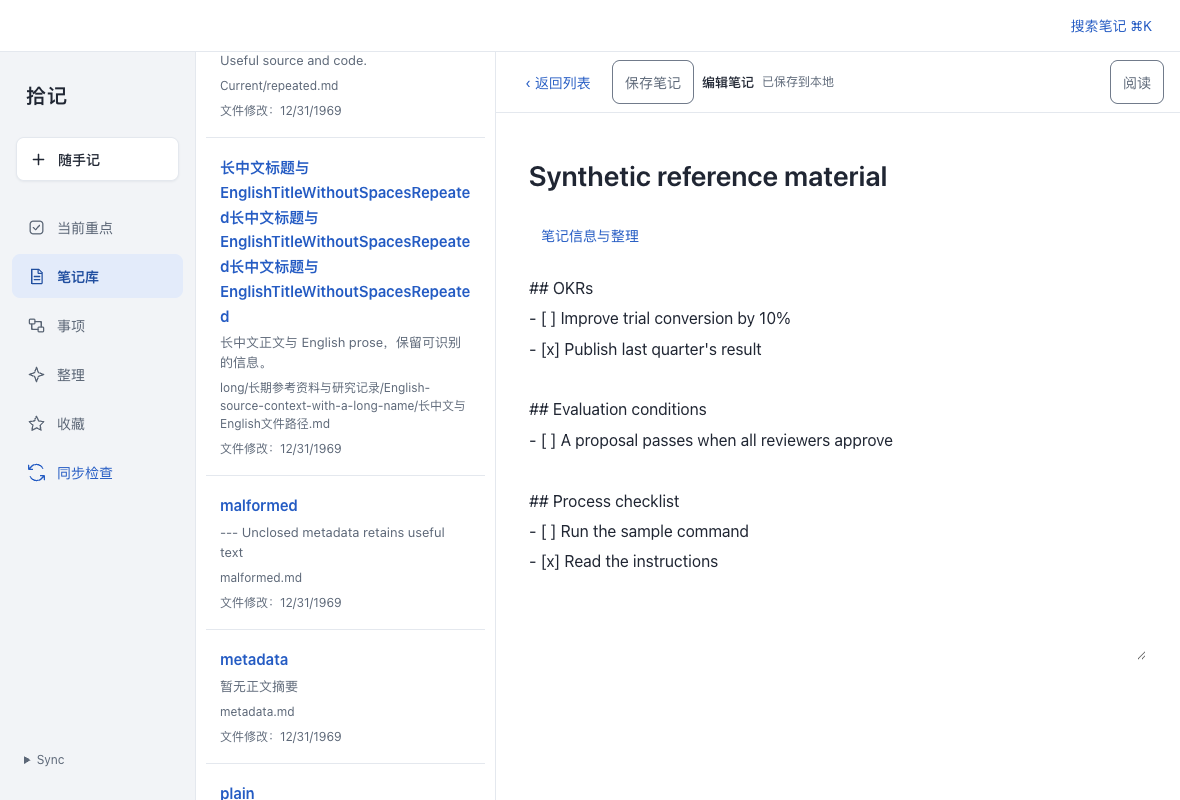 搜索笔记 ⌘K
拾记
随手记
当前重点
笔记库
事项
整理
收藏
同步检查
Sync
Useful source and code.
Current/repeated.md
文件修改：12/31/1969
长中文标题与
EnglishTitleWithoutSpacesRepeate
d长中文标题与
EnglishTitleWithoutSpacesRepeate
d长中文标题与
EnglishTitleWithoutSpacesRepeate
d
长中文正文与 English prose，保留可识别
的信息。
long/长期参考资料与研究记录/English-
source-context-with-a-long-name/长中文与
English文件路径.md
文件修改：12/31/1969
malformed
--- Unclosed metadata retains useful
text
malformed.md
文件修改：12/31/1969
metadata
暂无正文摘要
metadata.md
文件修改：12/31/1969
plain
‹ 返回列表
保存笔记
编辑笔记
已保存到本地
阅读
Synthetic reference material
笔记信息与整理
## OKRs
- [ ] Improve trial conversion by 10%
- [x] Publish last quarter's result
## Evaluation conditions
- [ ] A proposal passes when all reviewers approve
## Process checklist
- [ ] Run the sample command
- [x] Read the instructions